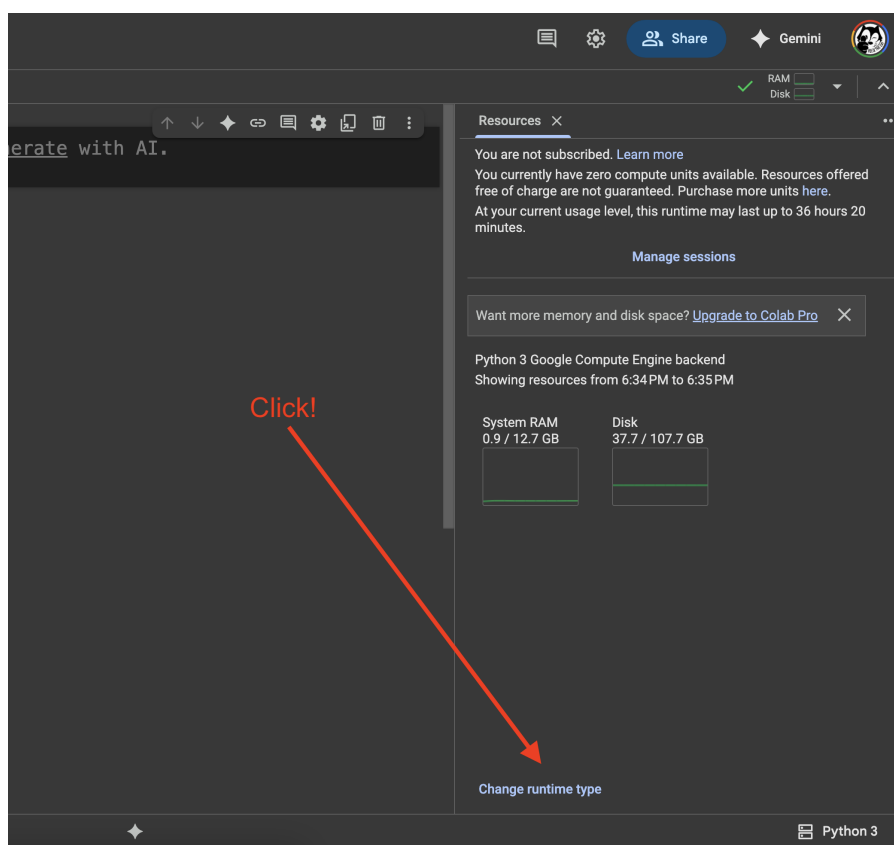 Share
Gemini
RAM
Disk
erate with AI.
Resources
You are not subscribed. Learn more
You currently have zero compute units available. Resources offered
free of charge are not guaranteed. Purchase more units here.
At your current usage level, this runtime may last up to 36 hours 20
minutes.
Manage sessions
Want more memory and disk space? Upgrade to Colab Pro
Python 3 Google Compute Engine backend
Showing resources from 6:34 PM to 6:35 PM
Click!
System RAM
0.9 / 12.7 GB
Disk
37.7 / 107.7 GB
Change runtime type
Python 3